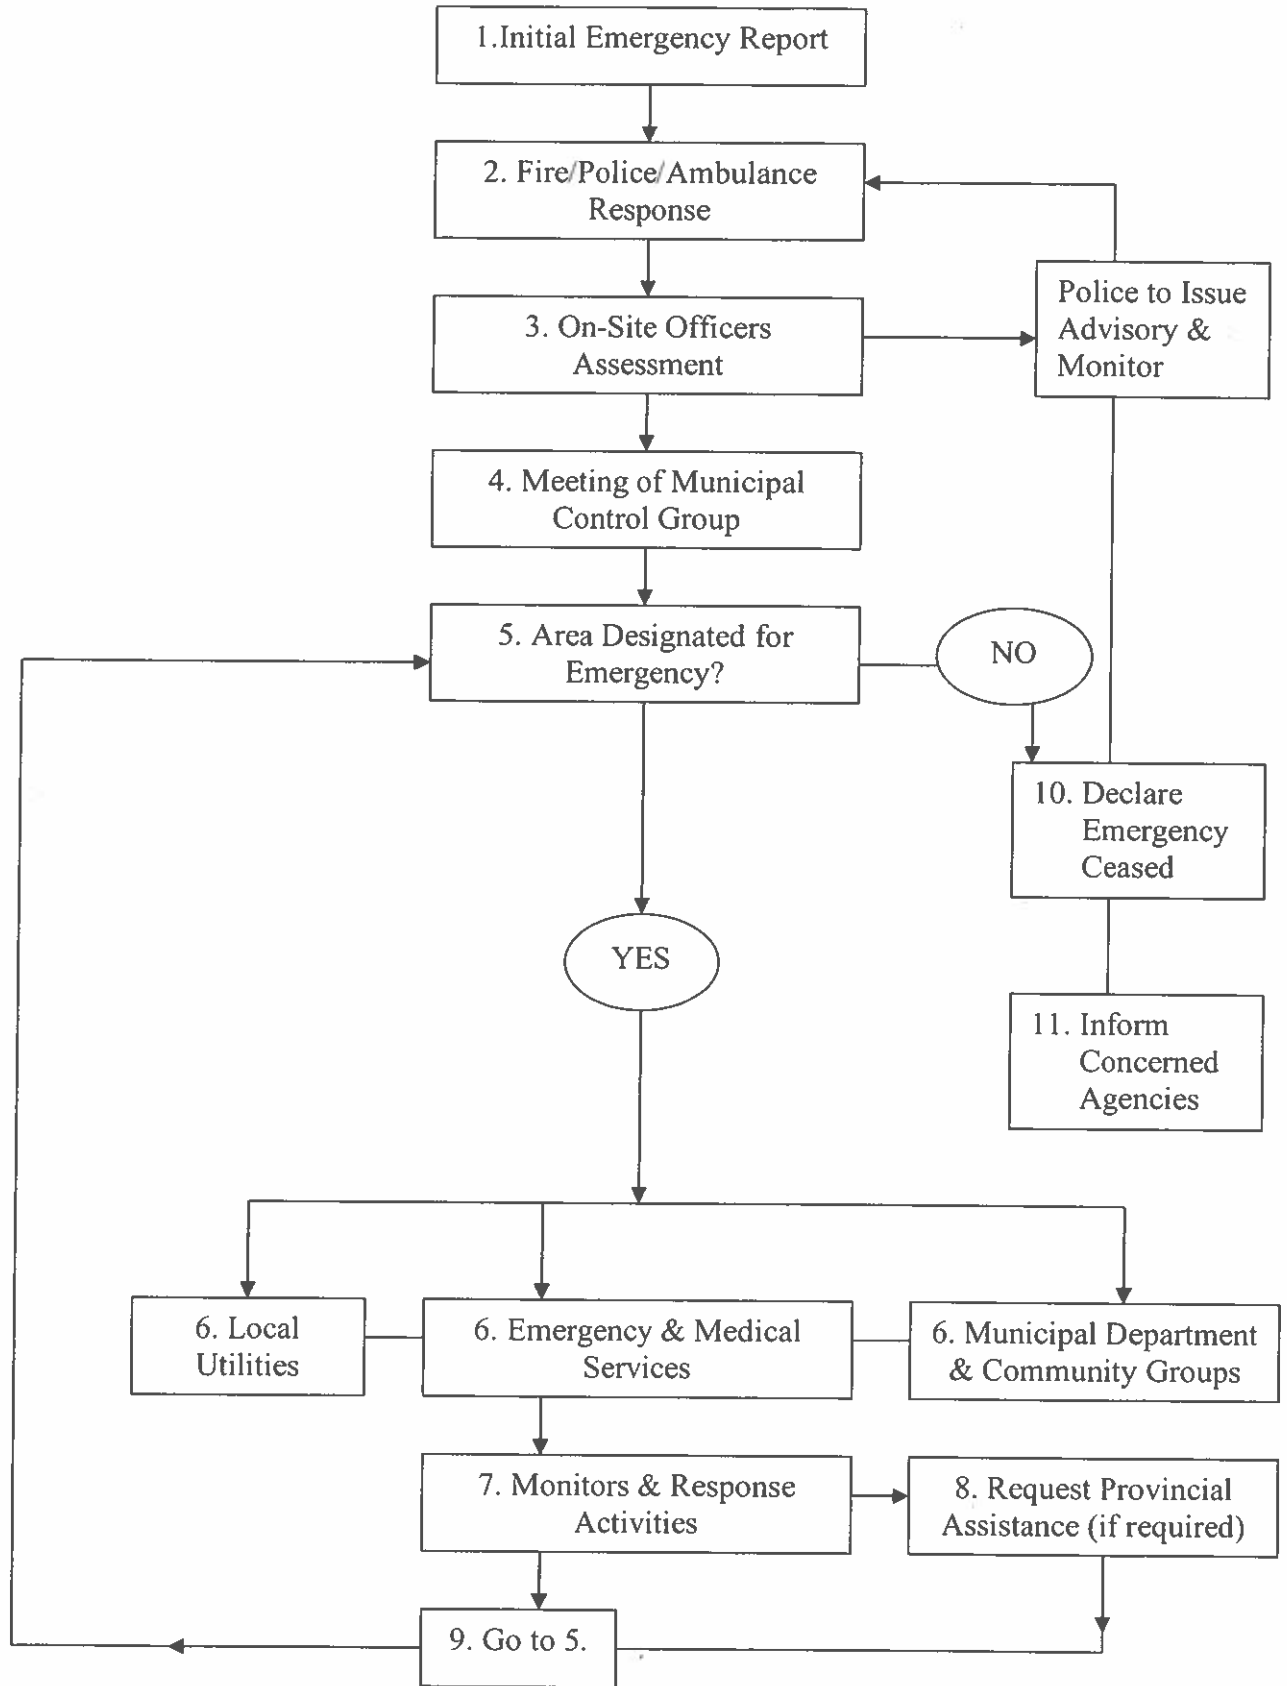 1.Initial Emergency Report
2. Fire/Police/Ambulance
Response
Police to Issue
Advisory &
Monitor
3. On-Site Officers
Assessment
4. Meeting of Municipal
Control Group
5. Area Designated for
Emergency?
NO
10. Declare
Emergency
Ceased
YES
11. Inform
Concerned
Agencies
6. Local
Utilities
6. Emergency & Medical
Services
6. Municipal Department
& Community Groups
7. Monitors & Response
Activities
8. Request Provincial
Assistance (if required)
9. Go to 5.